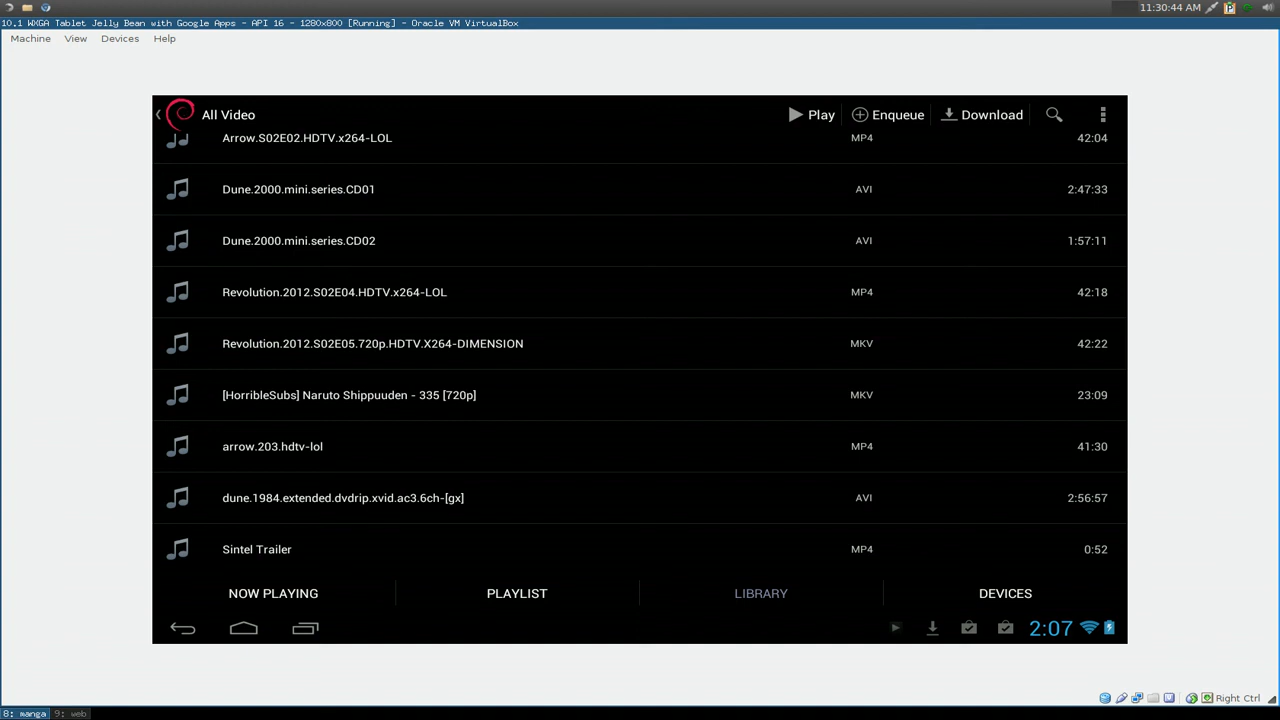 11:30:44 AM
10.1 WXGA Tablet Jelly Bean with Google Apps - API 16 - 1280x800 [Running] - Oracle VM VirtualBox
Machine View Devices Help
All Video Play Enqueue Download
Arrow.S02E02.HDTV.x264-LOL MP4 42:04
Dune.2000.mini.series.CD01 AVI 2:47:33
Dune.2000.mini.series.CD02 AVI 1:57:11
Revolution.2012.S02E04.HDTV.x264-LOL MP4 42:18
Revolution.2012.S02E05.720p.HDTV.X264-DIMENSION MKV 42:22
[HorribleSubs] Naruto Shippuuden - 335 [720p] MKV 23:09
arrow.203.hdtv-lol MP4 41:30
dune.1984.extended.dvdrip.xvid.ac3.6ch-[gx] AVI 2:56:57
Sintel Trailer MP4 0:52
NOW PLAYING PLAYLIST LIBRARY DEVICES
2:07
Right Ctrl
8: manga 9: web